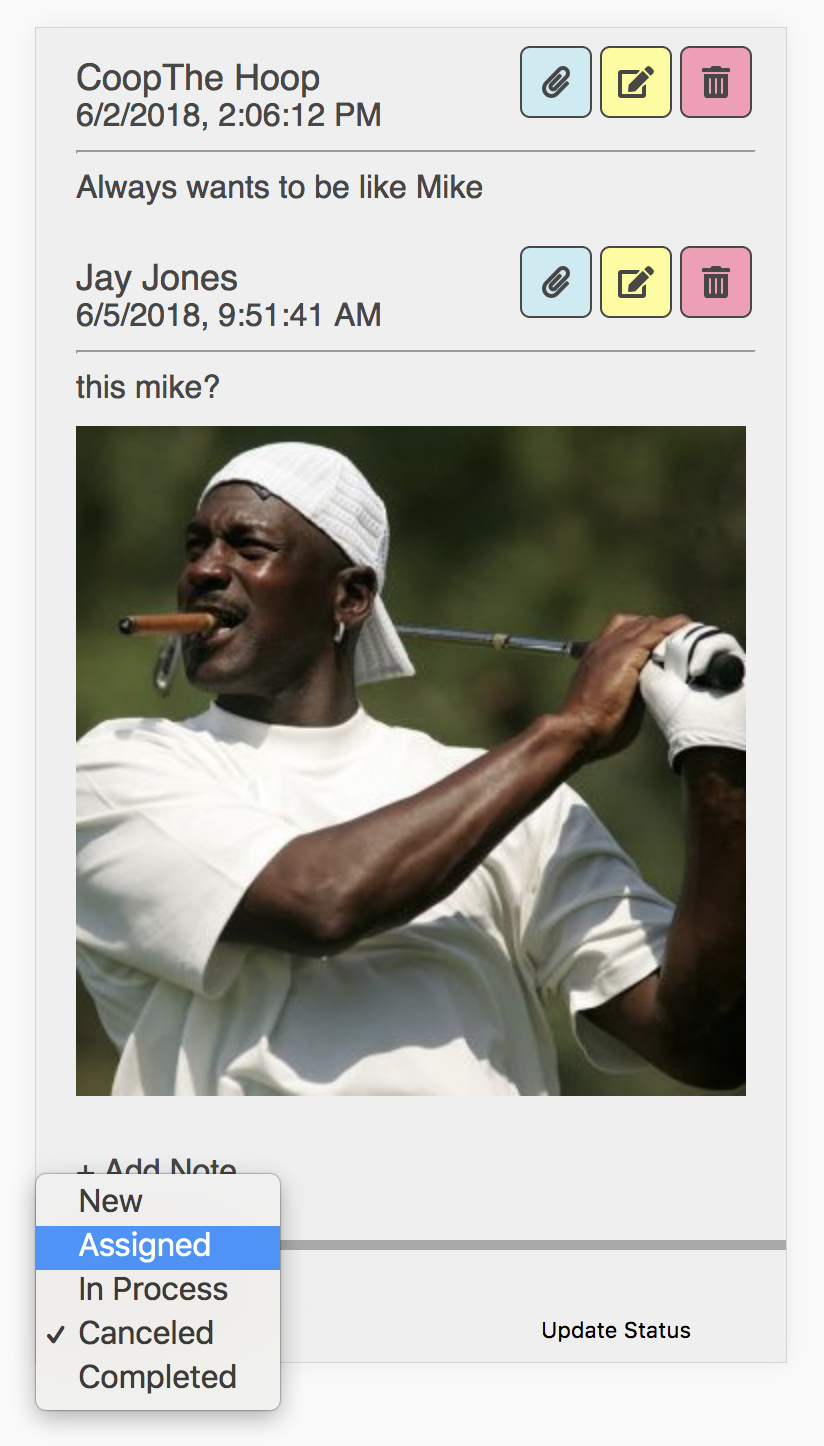 CoopThe Hoop
6/2/2018, 2:06:12 PM
Always wants to be like Mike
Jay Jones
6/5/2018, 9:51:41 AM
this mike?
+ Add Note
New
Assigned
In Process
✓ Canceled
Completed
Update Status